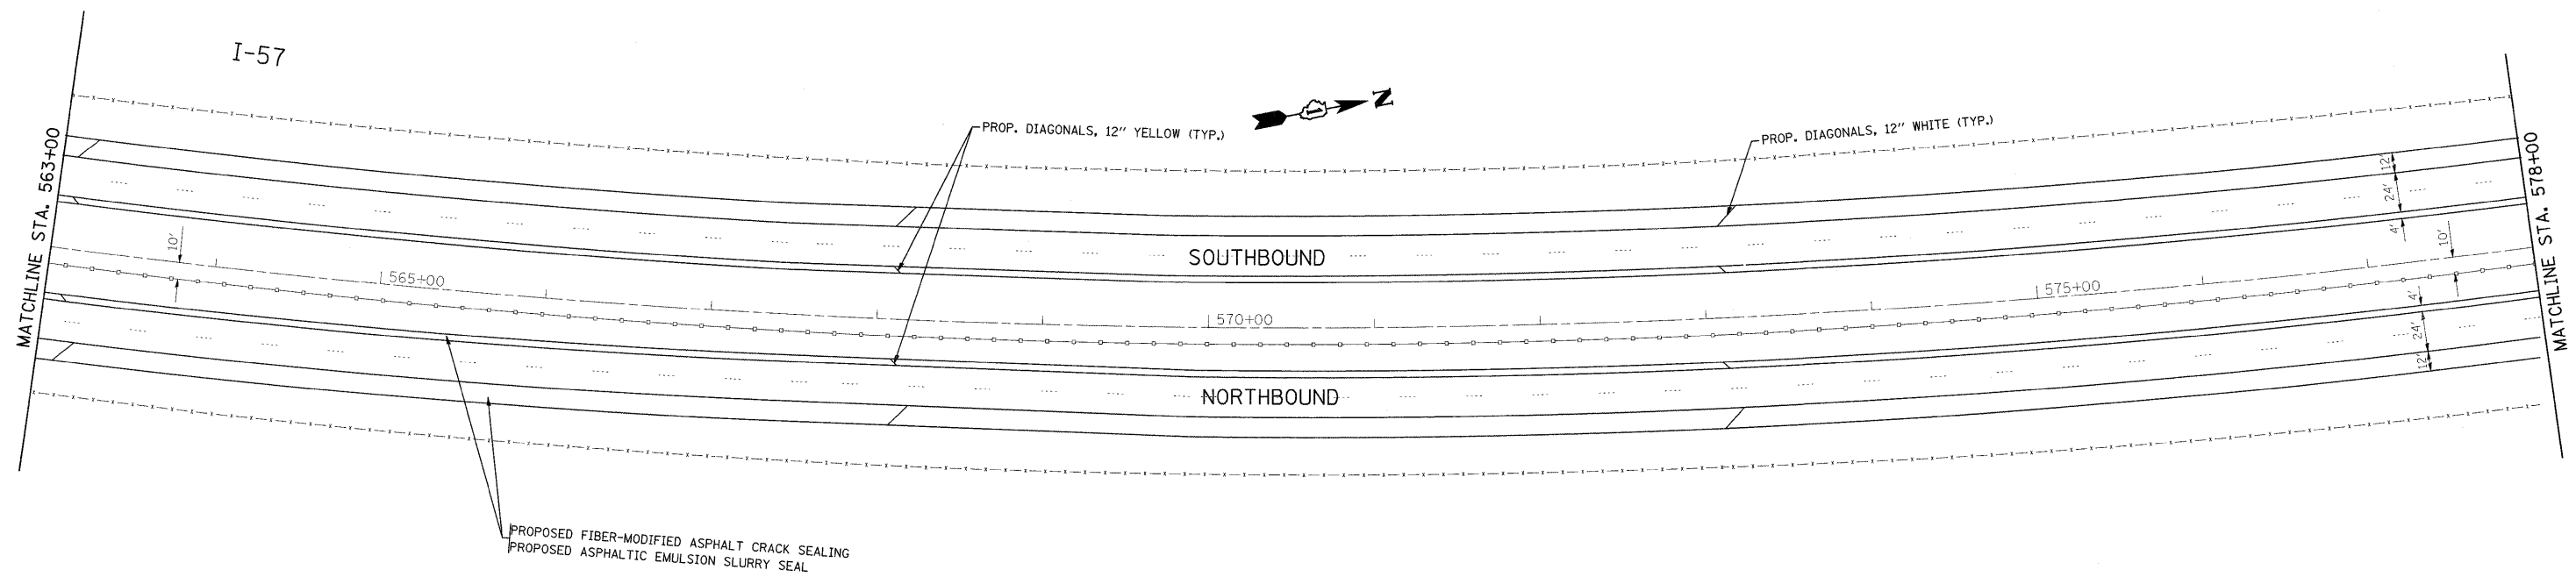 I-57
N
PROP. DIAGONALS, 12" YELLOW (TYP.)
PROP. DIAGONALS, 12" WHITE (TYP.)
MATCHLINE STA. 563+00
MATCHLINE STA. 578+00
12'
24'
4'
10'
SOUTHBOUND
10'
565+00
570+00
575+00
4'
24'
12'
NORTHBOUND
PROPOSED FIBER-MODIFIED ASPHALT CRACK SEALING
PROPOSED ASPHALTIC EMULSION SLURRY SEAL